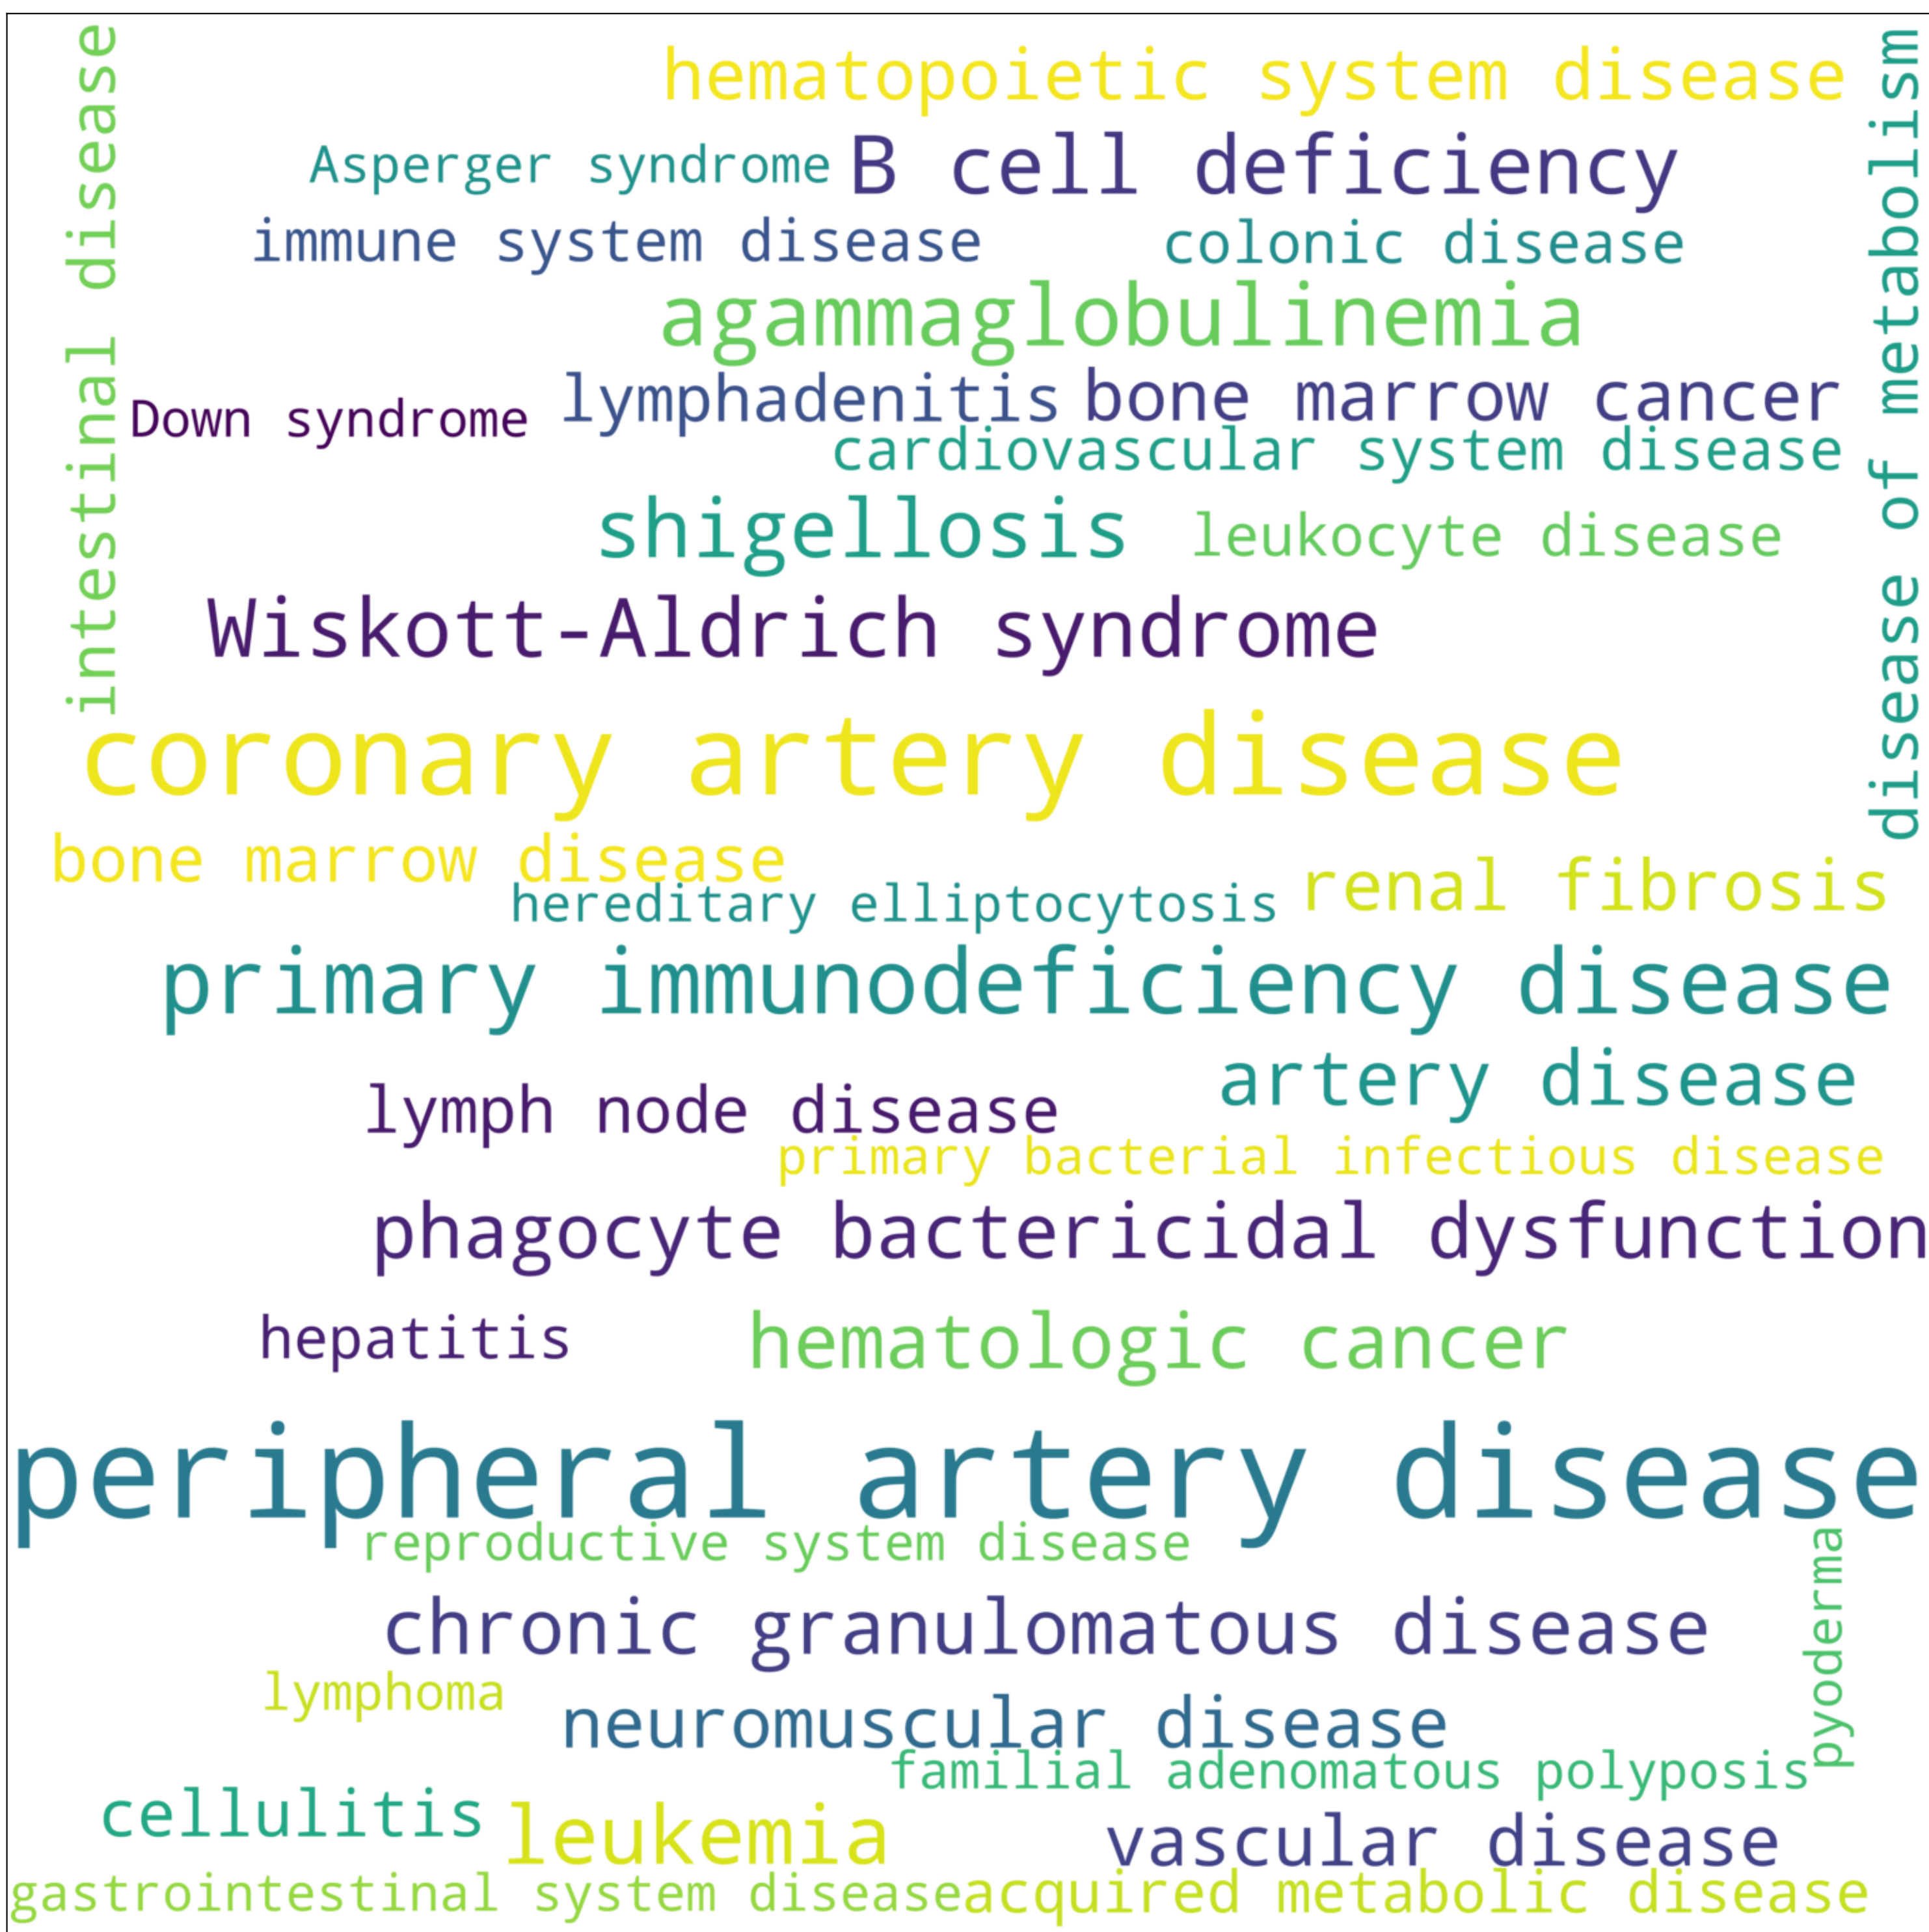 intestinal disease
hematopoietic system disease
disease of metabolism
Asperger syndrome
B cell deficiency
immune system disease
colonic disease
agammaglobulinemia
Down syndrome
lymphadenitis
bone marrow cancer
cardiovascular system disease
shigellosis
leukocyte disease
Wiskott-Aldrich syndrome
coronary artery disease
bone marrow disease
hereditary elliptocytosis
renal fibrosis
primary immunodeficiency disease
artery disease
lymph node disease
primary bacterial infectious disease
phagocyte bactericidal dysfunction
hepatitis
hematologic cancer
peripheral artery disease
reproductive system disease
pyoderma
chronic granulomatous disease
lymphoma
neuromuscular disease
familial adenomatous polyposis
cellulitis
leukemia
vascular disease
gastrointestinal system disease
acquired metabolic disease